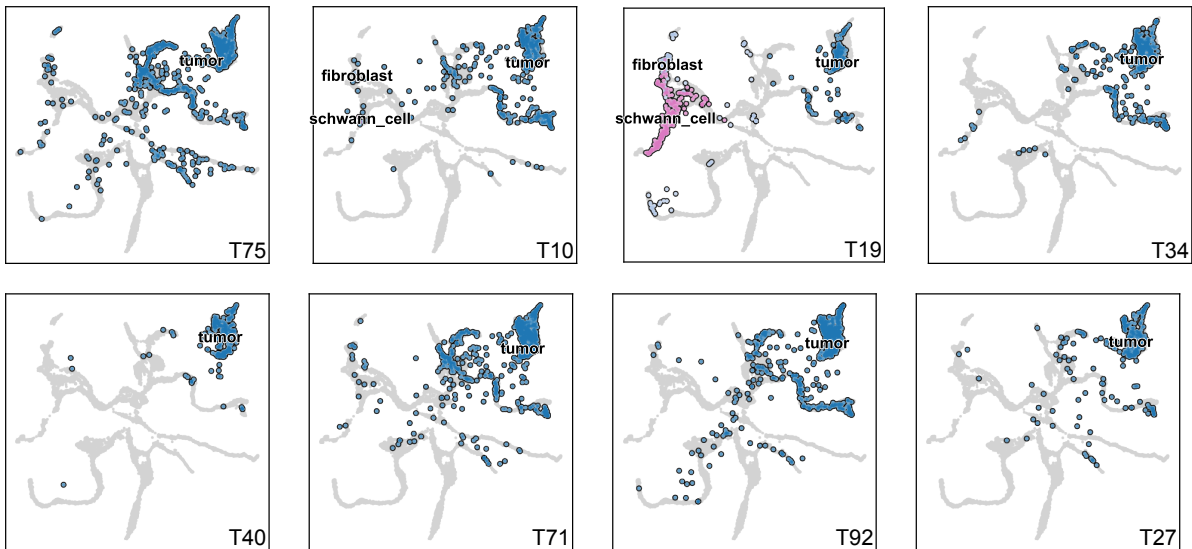 tumor
T75
fibroblast
tumor
schwann_cell
T10
fibroblast
tumor
schwann_cell
T19
tumor
T34
tumor
T40
tumor
T71
tumor
T92
tumor
T27